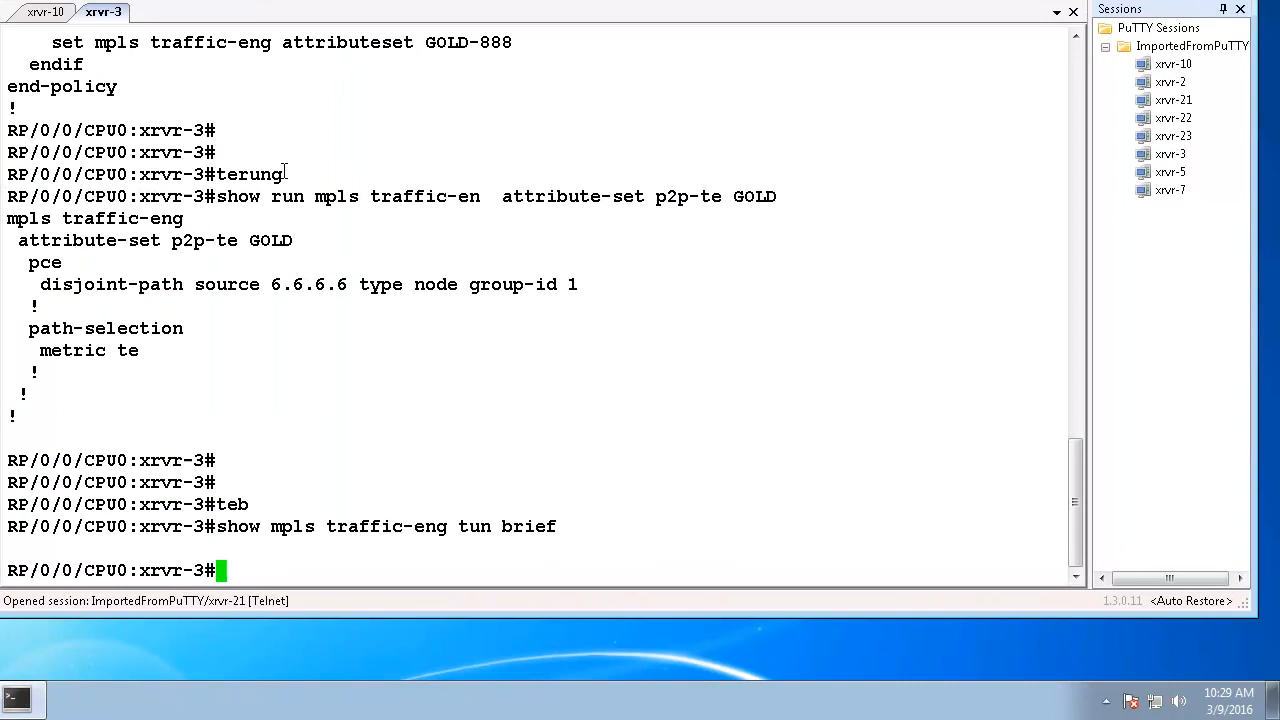 xrvr-10 xrvr-3
set mpls traffic-eng attributeset GOLD-888
endif
end-policy
!
RP/0/0/CPU0:xrvr-3#
RP/0/0/CPU0:xrvr-3#
RP/0/0/CPU0:xrvr-3#terung
RP/0/0/CPU0:xrvr-3#show run mpls traffic-en  attribute-set p2p-te GOLD
mpls traffic-eng
attribute-set p2p-te GOLD
pce
disjoint-path source 6.6.6.6 type node group-id 1
!
path-selection
metric te
!
!
!
RP/0/0/CPU0:xrvr-3#
RP/0/0/CPU0:xrvr-3#
RP/0/0/CPU0:xrvr-3#teb
RP/0/0/CPU0:xrvr-3#show mpls traffic-eng tun brief
RP/0/0/CPU0:xrvr-3#
Opened session: ImportedFromPuTTY/xrvr-21 [Telnet]
1.3.0.11 <Auto Restore>
Sessions
PuTTY Sessions
ImportedFromPuTTY
xrvr-10
xrvr-2
xrvr-21
xrvr-22
xrvr-23
xrvr-3
xrvr-5
xrvr-7
10:29 AM
3/9/2016